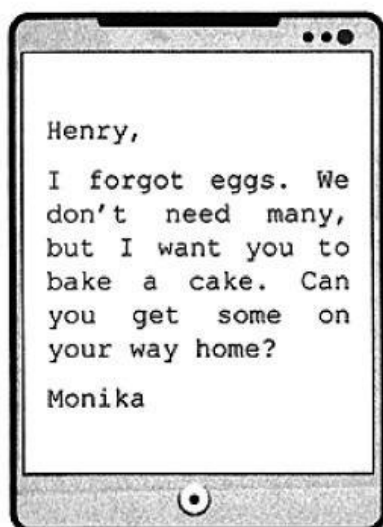 Henry,
I forgot eggs. We
don't need many,
but I want you to
bake a cake. Can
you get some on
your way home?
Monika